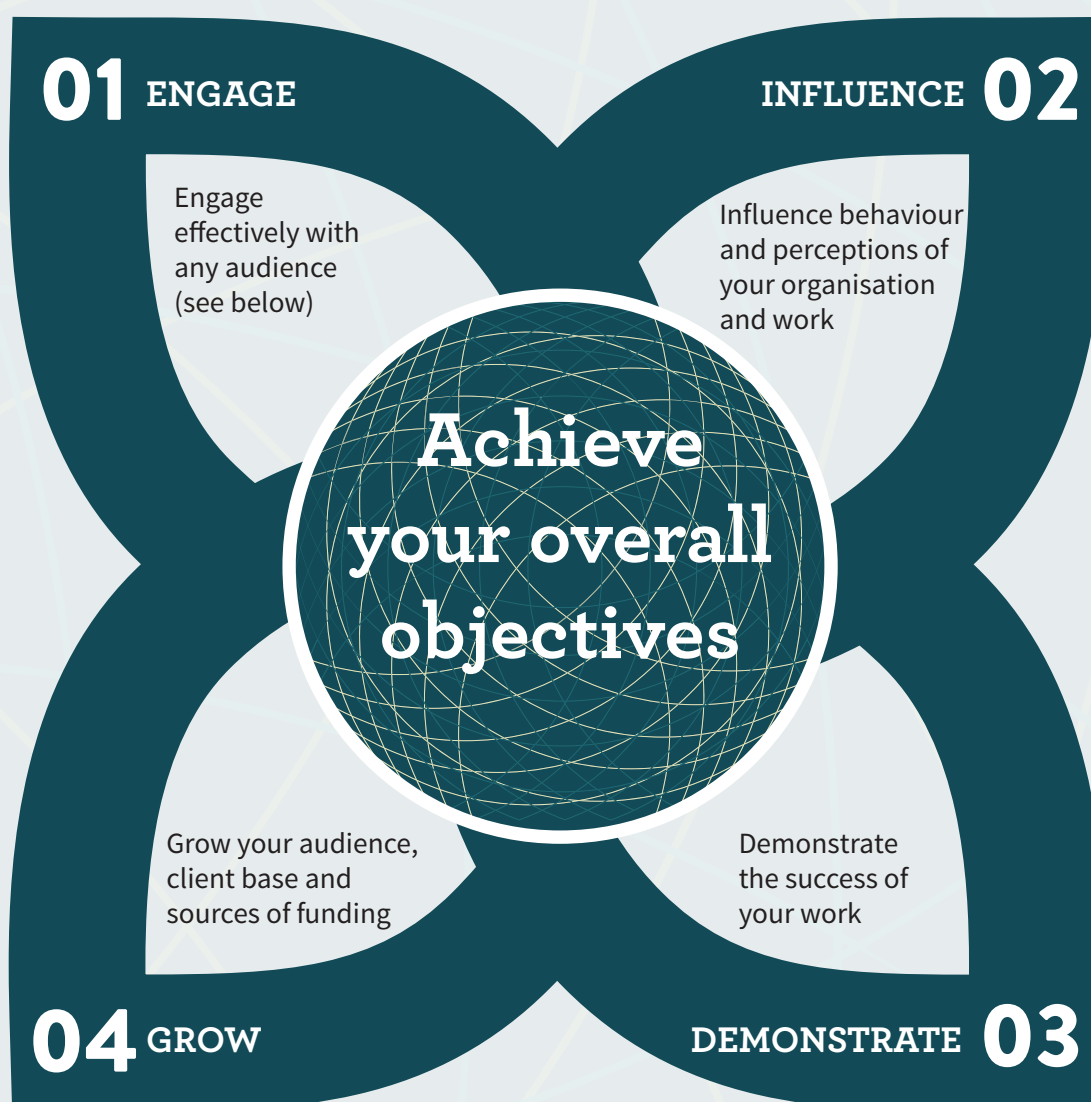 01 ENGAGE
Engage
effectively with
any audience
(see below)
INFLUENCE 02
Influence behaviour
and perceptions of
your organisation
and work
Achieve
your overall
objectives
Grow your audience,
client base and
sources of funding
04 GROW
Demonstrate
the success of
your work
DEMONSTRATE 03